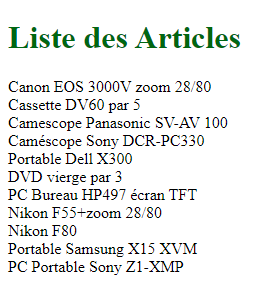 Liste des Articles
Canon EOS 3000V zoom 28/80
Cassette DV60 par 5
Camescope Panasonic SV-AV 100
Caméscope Sony DCR-PC330
Portable Dell X300
DVD vierge par 3
PC Bureau HP497 écran TFT
Nikon F55+zoom 28/80
Nikon F80
Portable Samsung X15 XVM
PC Portable Sony Z1-XMP